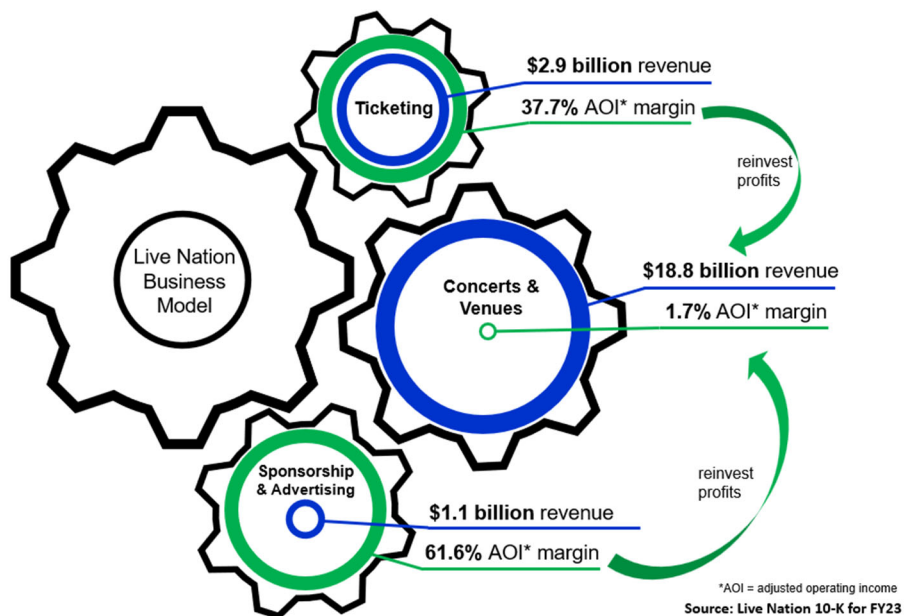 Ticketing
$2.9 billion revenue
37.7% AOI* margin
reinvest
profits
Live Nation
Business
Model
Concerts &
Venues
$18.8 billion revenue
1.7% AOI* margin
Sponsorship
& Advertising
$1.1 billion revenue
61.6% AOI* margin
reinvest
profits
*AOI = adjusted operating income
Source: Live Nation 10-K for FY23